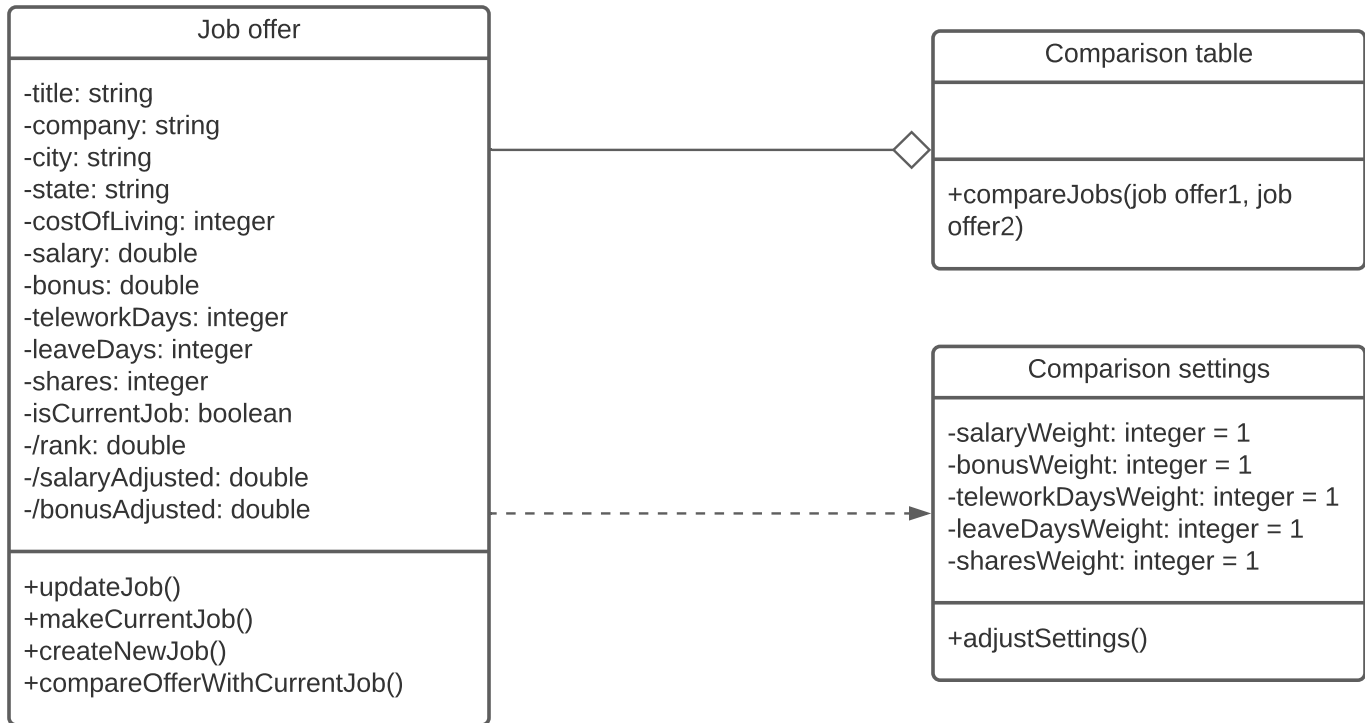 Job offer
-title: string
-company: string
-city: string
-state: string
-costOfLiving: integer
-salary: double
-bonus: double
-teleworkDays: integer
-leaveDays: integer
-shares: integer
-isCurrentJob: boolean
-/rank: double
-/salaryAdjusted: double
-/bonusAdjusted: double
+updateJob()
+makeCurrentJob()
+createNewJob()
+compareOfferWithCurrentJob()
Comparison table
+compareJobs(job offer1, job
offer2)
Comparison settings
-salaryWeight: integer = 1
-bonusWeight: integer = 1
-teleworkDaysWeight: integer = 1
-leaveDaysWeight: integer = 1
-sharesWeight: integer = 1
+adjustSettings()